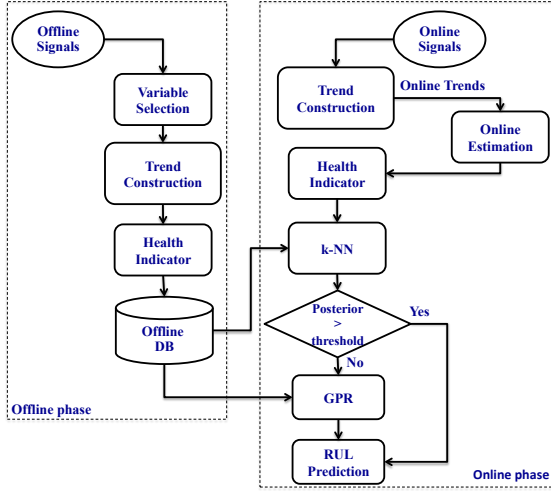 Offline
Signals
Variable
Selection
Trend
Construction
Health
Indicator
Offline
DB
Offline phase
Online
Signals
Trend
Construction
Online Trends
Online
Estimation
Health
Indicator
k-NN
Posterior
>
threshold
Yes
No
GPR
RUL
Prediction
Online phase